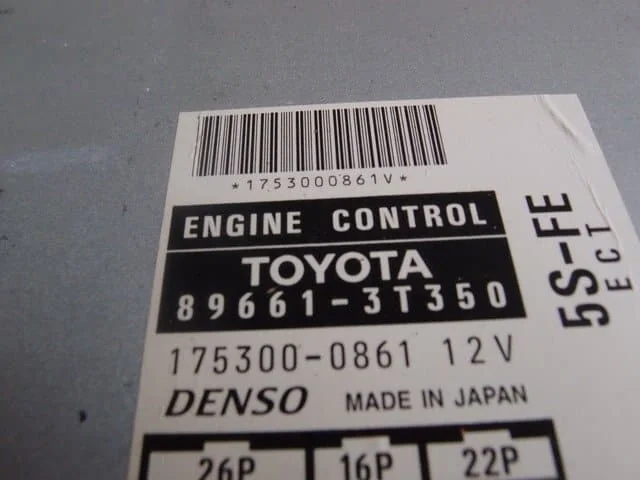 *1753000861V*
ENGINE CONTROL
TOYOTA
89661-3T350
175300-0861 12V
DENSO MADE IN JAPAN
26P 16P 22P
5S-FE
ECT